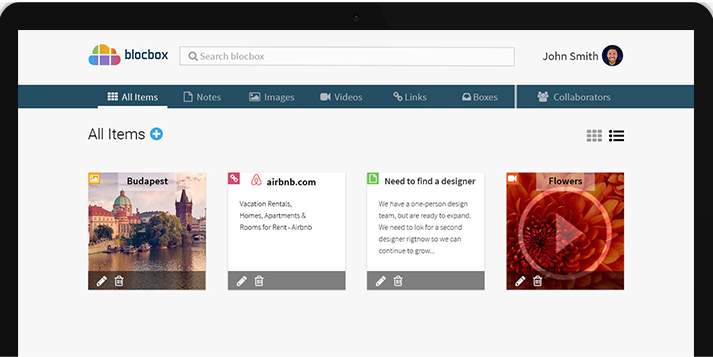 blocbox
Search blocbox
John Smith
All Items
Notes
Images
Videos
Links
Boxes
Collaborators
All Items
Budapest
airbnb.com
Vacation Rentals,
Homes, Apartments &
Rooms for Rent - Airbnb
Need to find a designer
We have a one-person design
team, but are ready to expand.
We need to lok for a second
designer rigtnow so we can
continue to grow...
Flowers